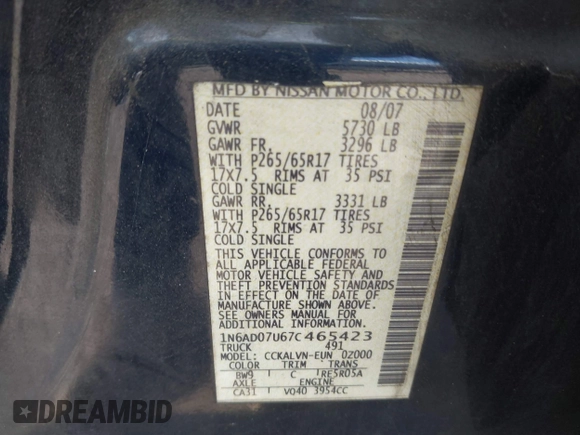 MFD BY NISSAN MOTOR CO., LTD.
DATE 08/07
GVWR 5730 LB
GAWR FR. 3296 LB
WITH P265/65R17 TIRES
17X7.5 RIMS AT 35 PSI
COLD SINGLE
GAWR RR. 3331 LB
WITH P265/65R17 TIRES
17X7.5 RIMS AT 35 PSI
COLD SINGLE
THIS VEHICLE CONFORMS TO
ALL APPLICABLE FEDERAL
MOTOR VEHICLE SAFETY AND
THEFT PREVENTION STANDARDS
IN EFFECT ON THE DATE OF
MANUFACTURE SHOWN ABOVE.
SEE OWNERS MANUAL FOR
ADDITIONAL INFORMATION
1N6AD07U67C465423
TRUCK 491
MODEL: CCKALVN-EUN 0Z000
COLOR TRIM TRANS
BW9 C RE5R05A
AXLE ENGINE
CA31 VQ40 3954CC
DREAMBID
.COM
DREAMBID